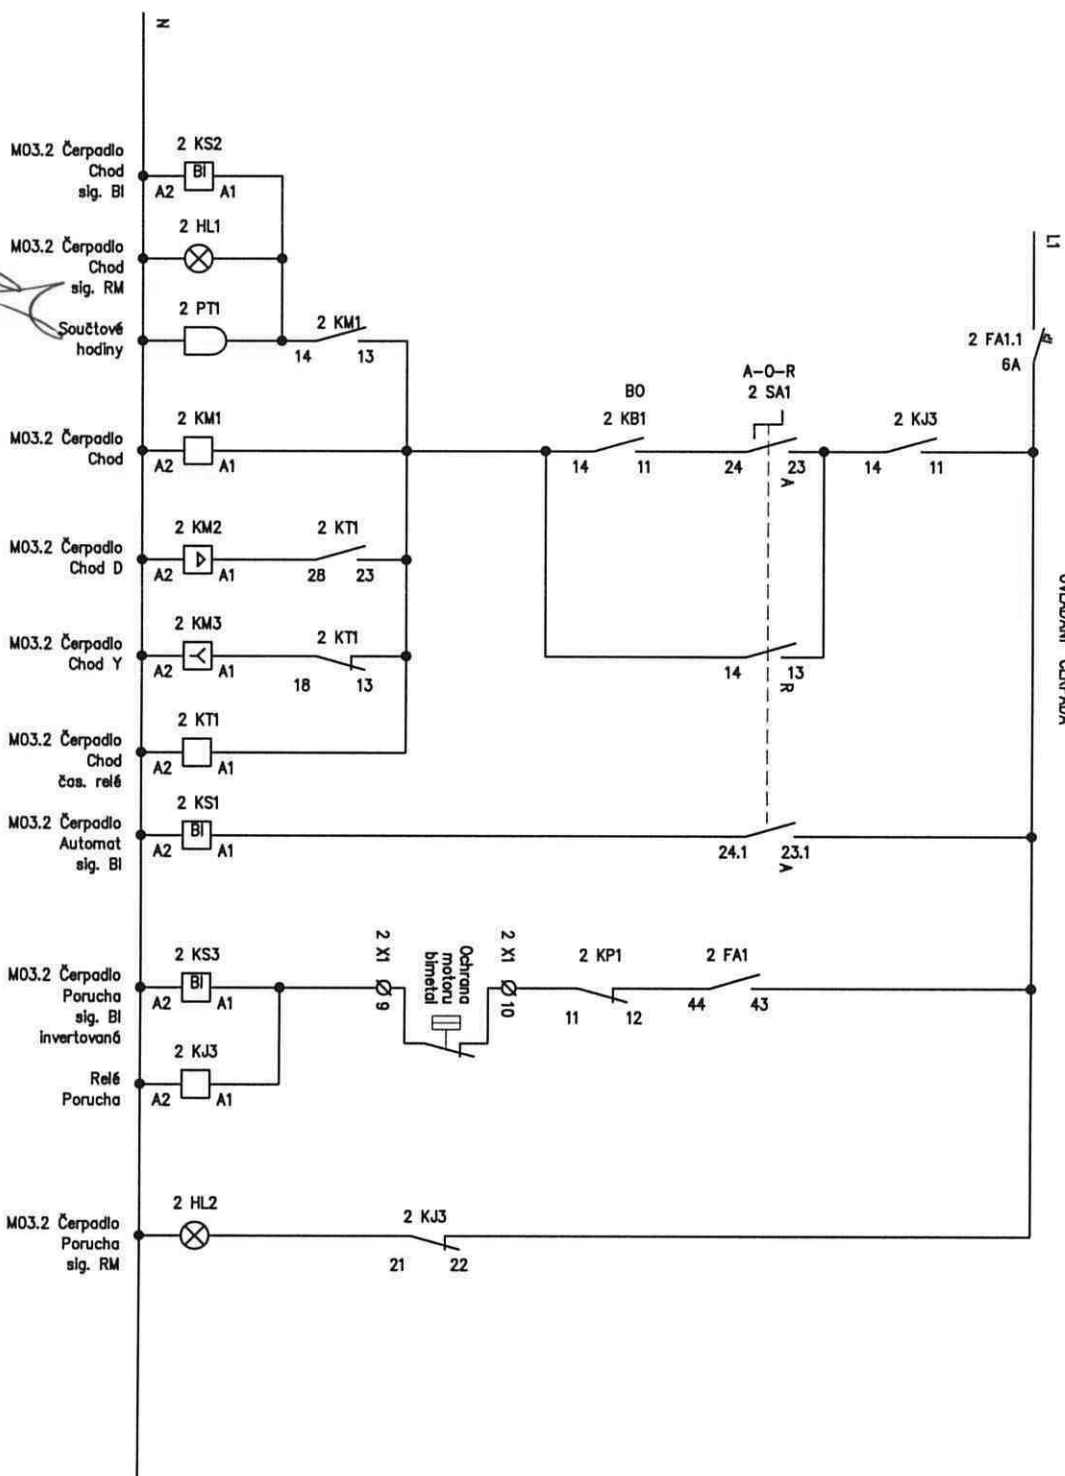 N
L1
M03.2 Čerpadlo
Chod
sig. BI
2 KS2
BI
A2 A1
M03.2 Čerpadlo
Chod
sig. RM
2 HL1
Součtové
hodiny
2 PT1
2 KM1
14 13
2 FA1.1
6A
M03.2 Čerpadlo
Chod
2 KM1
A2 A1
BO
2 KB1
14 11
A-O-R
2 SA1
24 23
A
2 KJ3
14 11
M03.2 Čerpadlo
Chod D
2 KM2
A2 A1
2 KT1
28 23
M03.2 Čerpadlo
Chod Y
2 KM3
A2 A1
2 KT1
18 13
14 13
R
M03.2 Čerpadlo
Chod
čas. relé
2 KT1
A2 A1
M03.2 Čerpadlo
Automat
sig. BI
2 KS1
BI
A2 A1
24.1 23.1
A
M03.2 Čerpadlo
Porucha
sig. BI
invertovaná
2 KS3
BI
A2 A1
2 X1
9
Ochrana
motoru
bimetal
2 X1
10
2 KP1
11 12
2 FA1
44 43
Relé
Porucha
2 KJ3
A2 A1
M03.2 Čerpadlo
Porucha
sig. RM
2 HL2
2 KJ3
21 22